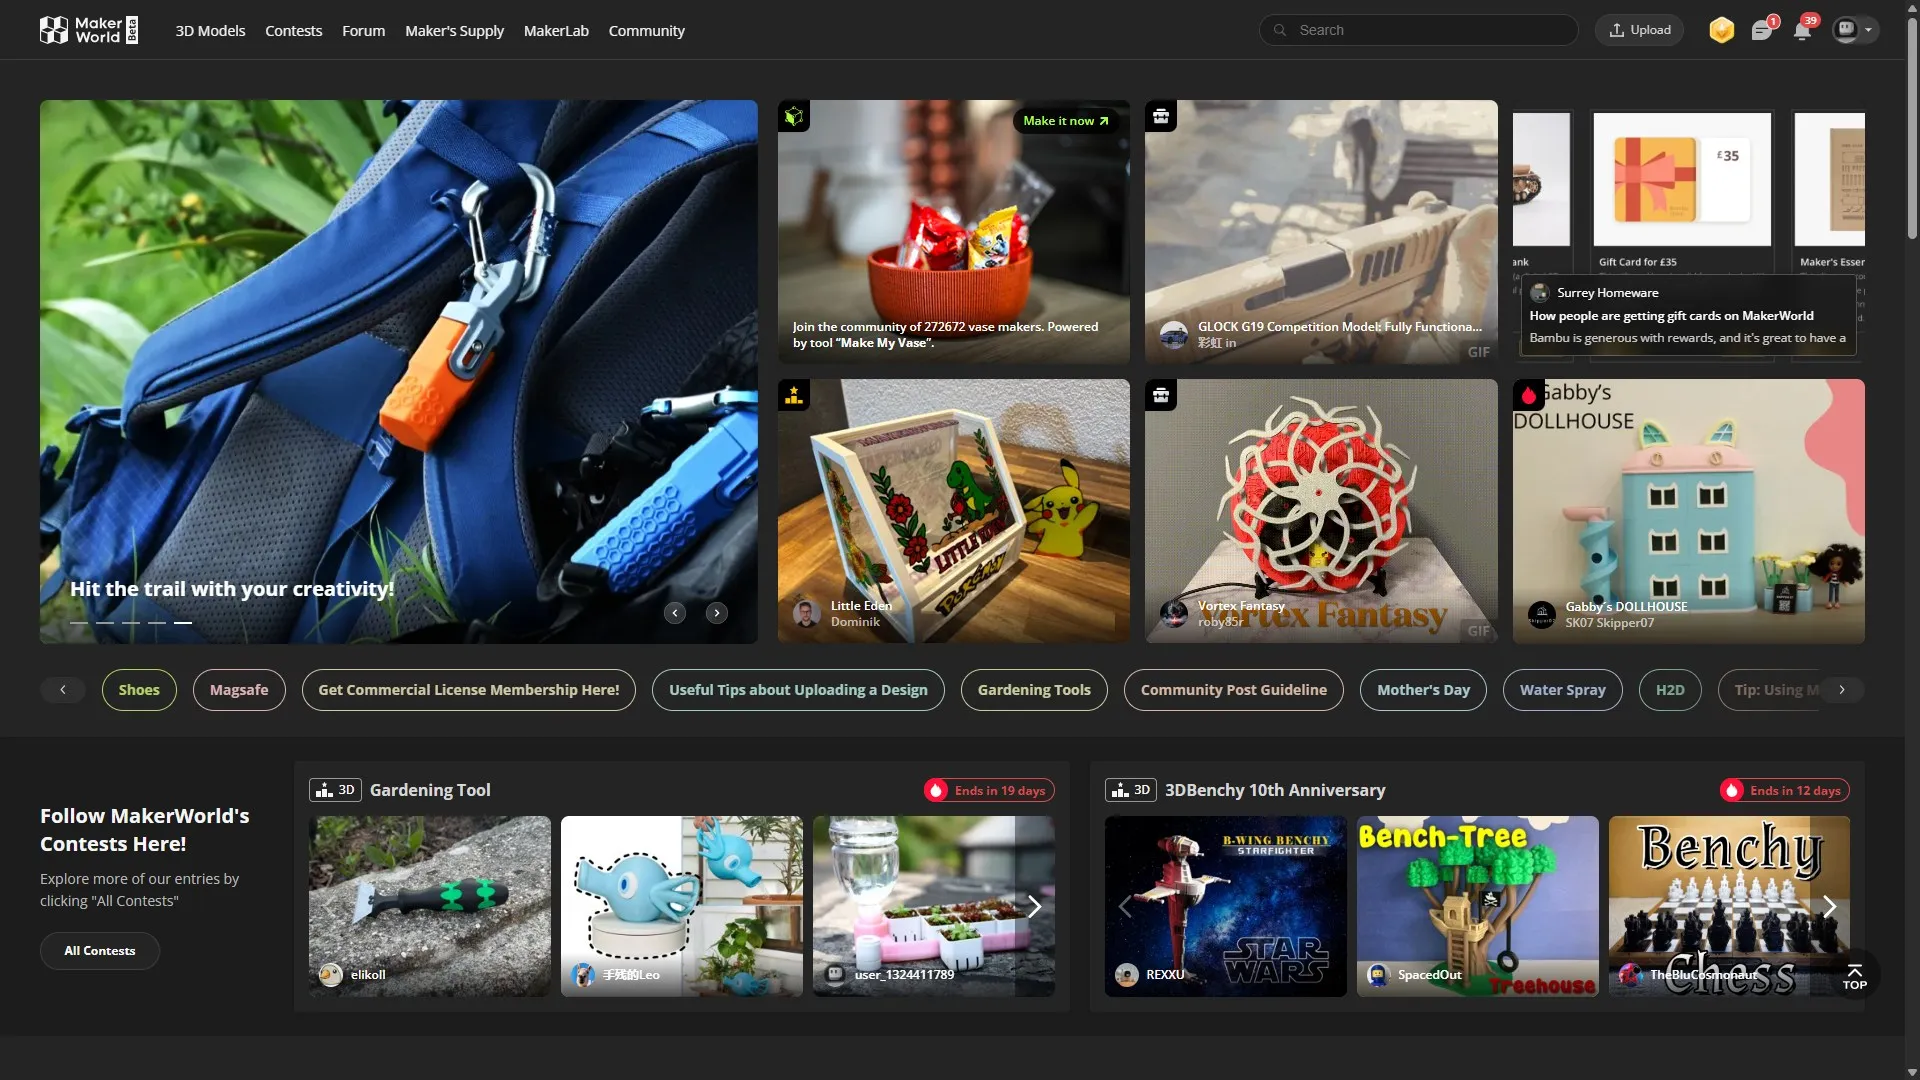 Maker World Beta
3D Models
Contests
Forum
Maker's Supply
MakerLab
Community
Search
Upload
1
39
Hit the trail with your creativity!
Make it now
Join the community of 272672 vase makers. Powered
by tool “Make My Vase”.
GLOCK G19 Competition Model: Fully Functiona...
彩虹 in
GIF
£35
ank
Gift Card for £35
Maker's Essen
Surrey Homeware
How people are getting gift cards on MakerWorld
Bambu is generous with rewards, and it's great to have a
LITTLE EDEN
POKéMON
Little Eden
Dominik
Vortex Fantasy
Vortex Fantasy
roby85r
GIF
Gabby’s
DOLLHOUSE
Gabby’s DOLLHOUSE
SK07 Skipper07
Shoes
Magsafe
Get Commercial License Membership Here!
Useful Tips about Uploading a Design
Gardening Tools
Community Post Guideline
Mother's Day
Water Spray
H2D
Tip: Using M
Follow MakerWorld's
Contests Here!
Explore more of our entries by
clicking "All Contests"
All Contests
3D
Gardening Tool
Ends in 19 days
elikoll
手残的Leo
user_1324411789
3D
3DBenchy 10th Anniversary
Ends in 12 days
B-WING BENCHY
STARFIGHTER
STAR
WARS
REXXU
Bench-Tree
Treehouse
SpacedOut
Benchy
Chess
TheBluCosmonaut
TOP